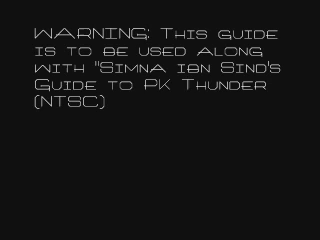 WARNING: This guide
is to be used along
with "Simna ibn Sind's
Guide to PK Thunder
(NTSC)